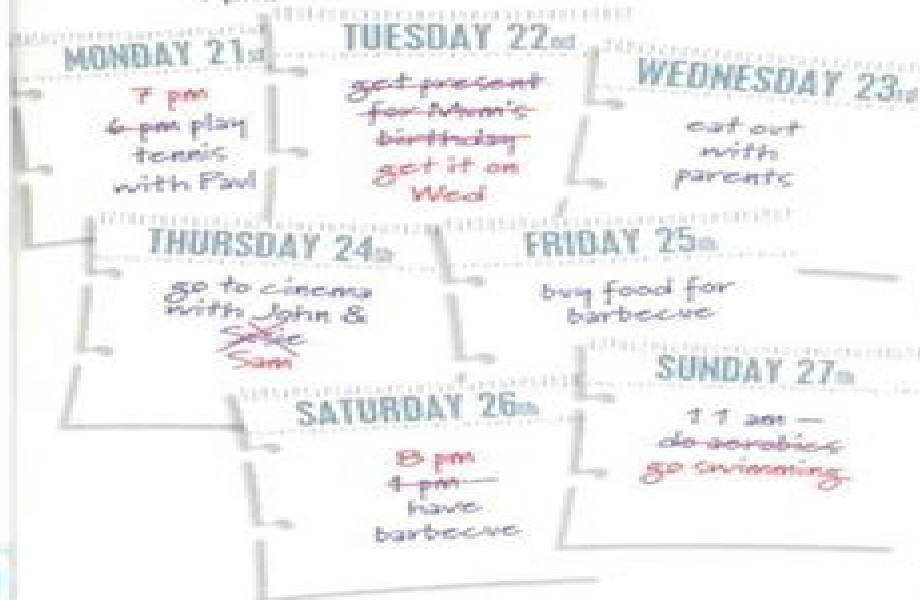 MONDAY 21st
7 pm
6 pm play
tennis
with Paul
TUESDAY 22nd
get present
for Mum's
birthday
get it on
Wed
WEDNESDAY 23rd
eat out
with
parents
THURSDAY 24th
go to cinema
with John &
Sam
FRIDAY 25th
buy food for
barbecue
SATURDAY 26th
8 pm
pm
have
barbecue
SUNDAY 27th
11 am –
do aerobics
go swimming